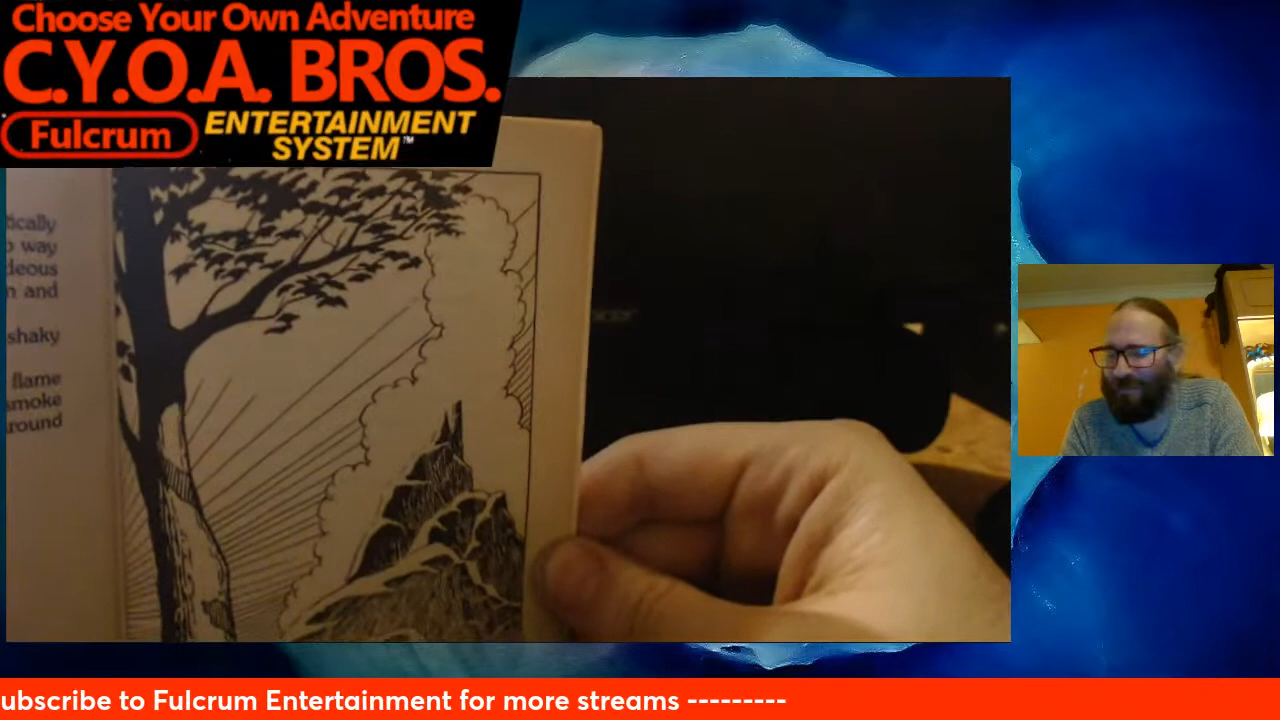 Choose Your Own Adventure
C.Y.O.A. BROS.
Fulcrum
ENTERTAINMENT
SYSTEM™
ically
way
deous
and
shaky
flame
smoke
round
ubscribe to Fulcrum Entertainment for more streams ---------